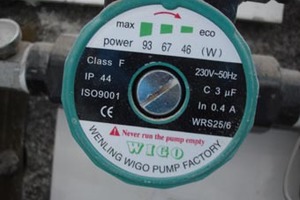 max eco
power 93 67 46 (W)
Class F 230V~50Hz
IP 44 C 3 µF
ISO9001 In 0.4 A
CE WRS25/6
Never run the pump empty
WIGO
WENLING WIGO PUMP FACTORY